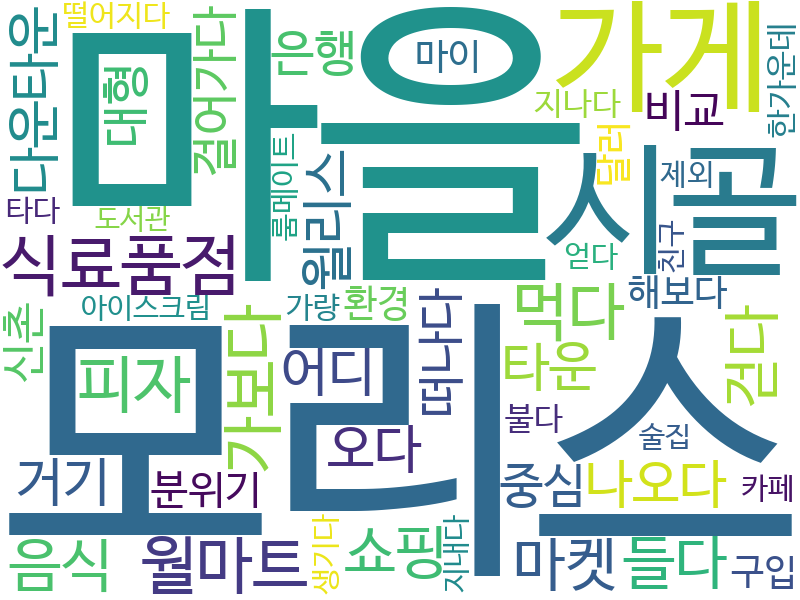 떨어지다
다운타운
대형
걸어가다
은행
마을
마이
가게
지나다
비교
한가운데
타다
도서관
룸메이트
윌리스
시골
달러
제외
친구
얻다
식료품점
신촌
아이스크림
가량
환경
먹다
해보다
모리스
피자
가보다
어디
떠나다
타운
걷다
오다
불다
술집
거기
분위기
중심
나오다
카페
음식
월마트
생기다
쇼핑
지내다
마켓
들다
구입